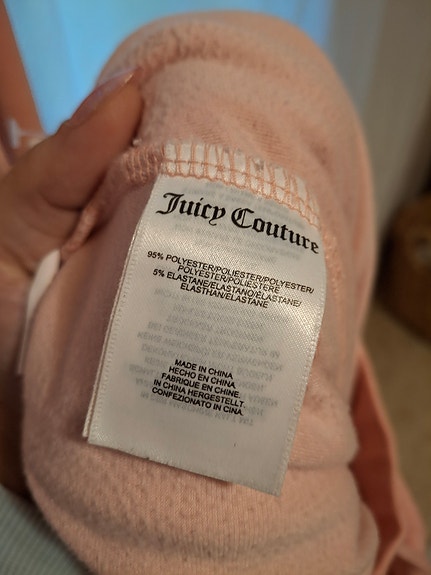 Juicy Couture
95% POLYESTER/POLIESTER/POLYESTER/
POLYESTER/POLIESTERE
5% ELASTANE/ELASTANO/ÉLASTANE/
ELASTHAN/ELASTANE
MADE IN CHINA
HECHO EN CHINA
FABRIQUE EN CHINE.
IN CHINA HERGESTELLT.
CONFEZIONATO IN CINA.